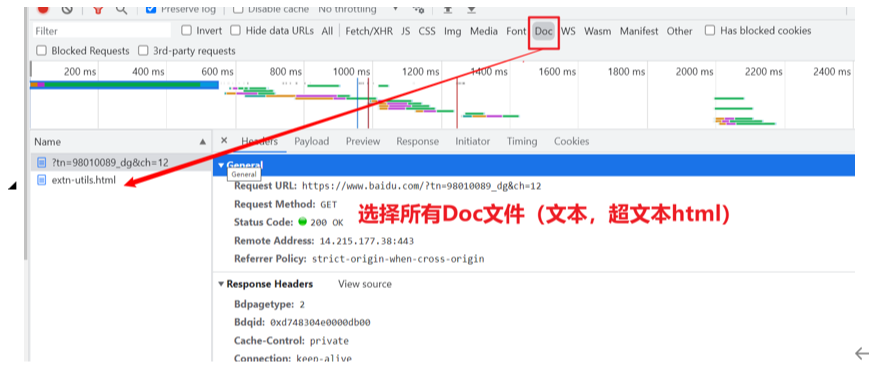 Preserve log Disable cache No throttling
Filter Invert Hide data URLs All Fetch/XHR JS CSS Img Media Font Doc WS Wasm Manifest Other Has blocked cookies
Blocked Requests 3rd-party requests
200 ms 400 ms 600 ms 800 ms 1000 ms 1200 ms 1400 ms 1600 ms 1800 ms 2000 ms 2200 ms 2400 ms
Name Headers Payload Preview Response Initiator Timing Cookies
?tn=98010089_dg&ch=12
extn-utils.html
General
General
Request URL: https://www.baidu.com/?tn=98010089_dg&ch=12
Request Method: GET
Status Code: 200 OK
选择所有Doc文件（文本，超文本html）
Remote Address: 14.215.177.38:443
Referrer Policy: strict-origin-when-cross-origin
Response Headers View source
Bdpagetype: 2
Bdqid: 0xd748304e0000db00
Cache-Control: private
Connection: keep-alive